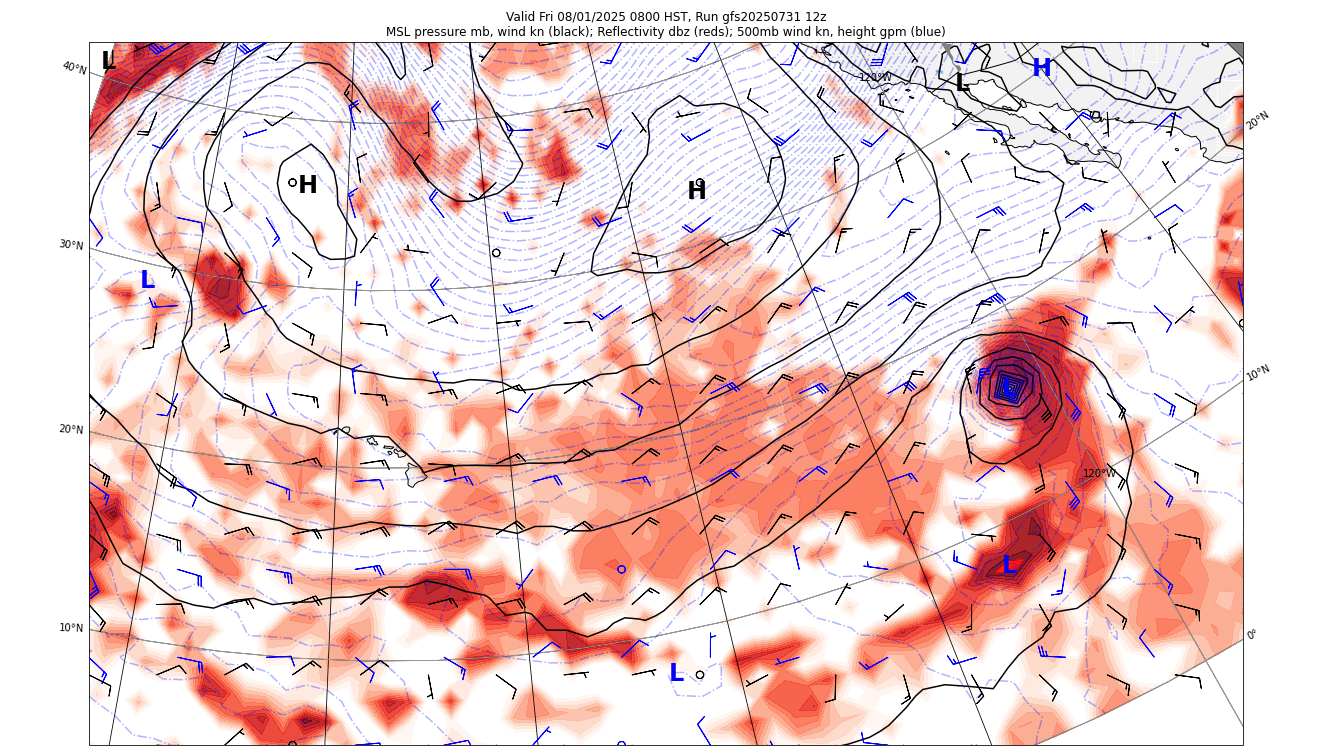 Valid Fri 08/01/2025 0800 HST, Run gfs20250731 12z
MSL pressure mb, wind kn (black); Reflectivity dbz (reds); 500mb wind kn, height gpm (blue)
L
40°N
H
L
120°W
20°N
H
H
30°N
L
10°N
L
20°N
120°W
L
10°N
0°
L